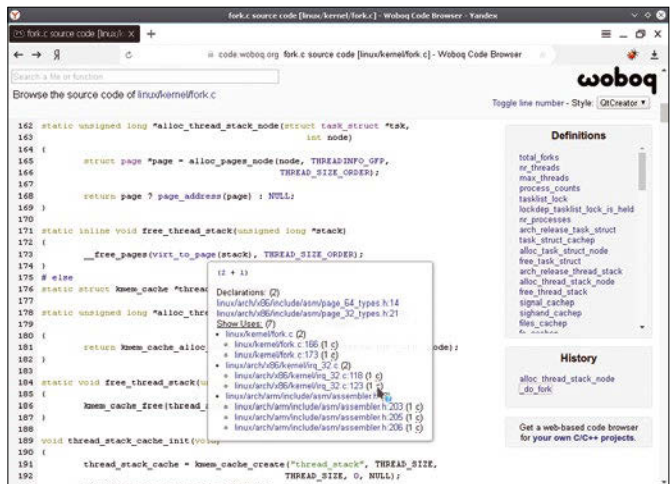 fork.c source code [linux/kernel/fork.c] - Woboq Code Browser - Yandex
fork.c source code [linux/k
code.woboq.org fork.c source code [linux/kernel/fork.c] - Woboq Code Browser
Search a file or function
woboq
Browse the source code of linux/kernel/fork.c
Toggle line number - Style: QtCreator
162 static unsigned long *alloc_thread_stack_node(struct task_struct *tsk,
163 int node)
164 {
165 struct page *page = alloc_pages_node(node, THREADINFO_GFP,
166 THREAD_SIZE_ORDER);
167
168 return page ? page_address(page) : NULL;
169 }
170
171 static inline void free_thread_stack(unsigned long *stack)
172 {
173 __free_pages(virt_to_page(stack), THREAD_SIZE_ORDER);
174 }
175 # else
176 static struct kmem_cache *thread
177
178 static unsigned long *alloc_thre
179
180 {
181 return kmem_cache_alloc_ ode);
182 }
183
184 static void free_thread_stack(u
185 {
186 kmem_cache_free(thread_
187 }
188
189 void thread_stack_cache_init(void)
190 {
191 thread_stack_cache = kmem_cache_create("thread_stack", THREAD_SIZE,
192 THREAD_SIZE, 0, NULL);
(2 + 1)
Declarations: (2)
linux/arch/x86/include/asm/page_64_types.h:14
linux/arch/x86/include/asm/page_32_types.h:21
Show Uses: (7)
linux/kernel/fork.c (2)
linux/kernel/fork.c:166 (1 c)
linux/kernel/fork.c:173 (1 c)
linux/arch/x86/kernel/irq_32.c (2)
linux/arch/x86/kernel/irq_32.c:118 (1 c)
linux/arch/x86/kernel/irq_32.c:123 (1 c)
linux/arch/arm/include/asm/assembler.h
linux/arch/arm/include/asm/assembler.h:203 (1 c)
linux/arch/arm/include/asm/assembler.h:205 (1 c)
linux/arch/arm/include/asm/assembler.h:206 (1 c)
Definitions
total_forks
nr_threads
max_threads
process_counts
tasklist_lock
lockdep_tasklist_lock_is_held
nr_processes
arch_release_task_struct
task_struct_cachep
alloc_task_struct_node
free_task_struct
arch_release_thread_stack
alloc_thread_stack_node
free_thread_stack
signal_cachep
sighand_cachep
files_cachep
History
alloc_thread_stack_node
_do_fork
Get a web-based code browser
for your own C/C++ projects.